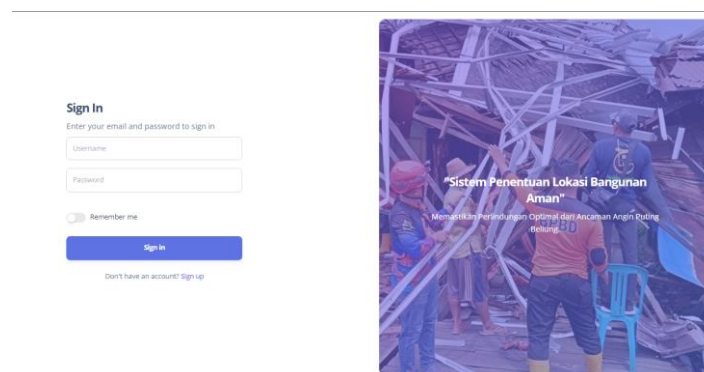 Sign In
Enter your email and password to sign in
Username
Password
Remember me
Sign in
Don't have an account? Sign up
"Sistem Penentuan Lokasi Bangunan
Aman"
Memastikan Perlindungan Optimal dari Ancaman Angin Puting
Beliung.
BPBD